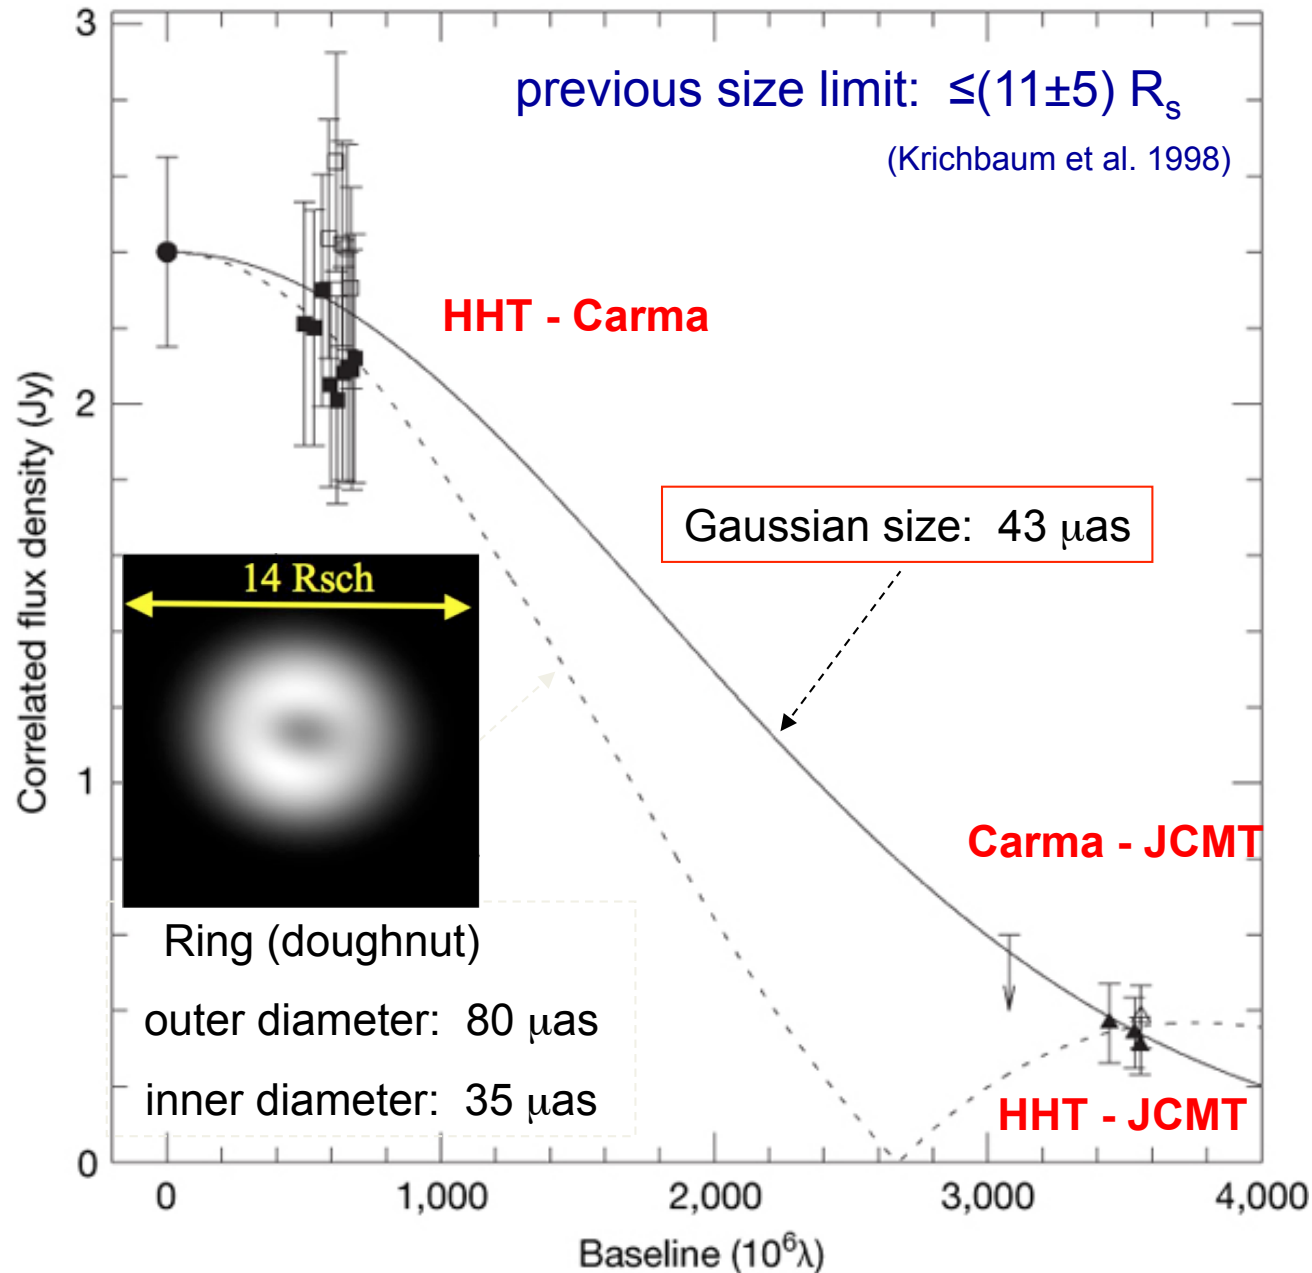 3
previous size limit: ≤(11±5) Rs
(Krichbaum et al. 1998)
HHT - Carma
2
Correlated flux density (Jy)
Gaussian size: 43 μas
14 Rsch
1
Carma - JCMT
Ring (doughnut)
outer diameter: 80 μas
inner diameter: 35 μas
HHT - JCMT
0
0 1,000 2,000 3,000 4,000
Baseline (10⁶λ)